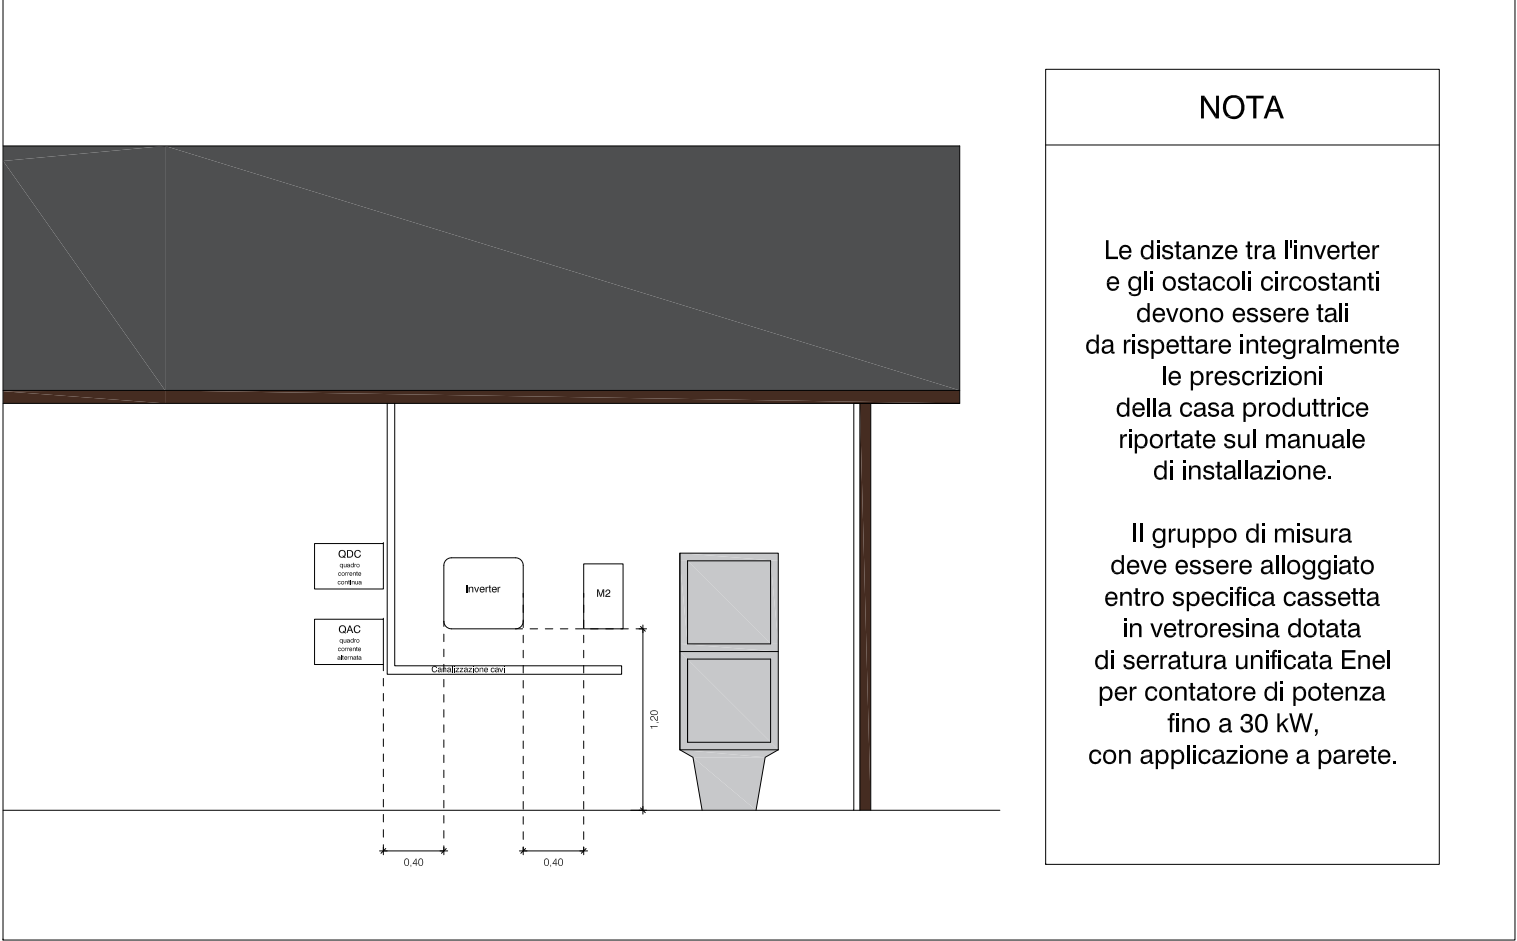 NOTA
Le distanze tra l'inverter
e gli ostacoli circostanti
devono essere tali
da rispettare integralmente
le prescrizioni
della casa produttrice
riportate sul manuale
di installazione.
Il gruppo di misura
deve essere alloggiato
entro specifica cassetta
in vetroresina dotata
di serratura unificata Enel
per contatore di potenza
fino a 30 kW,
con applicazione a parete.
QDC
quadro
corrente
continua
QAC
quadro
corrente
alternata
Inverter
M2
Canalizzazione cavi
1,20
0,40
0,40